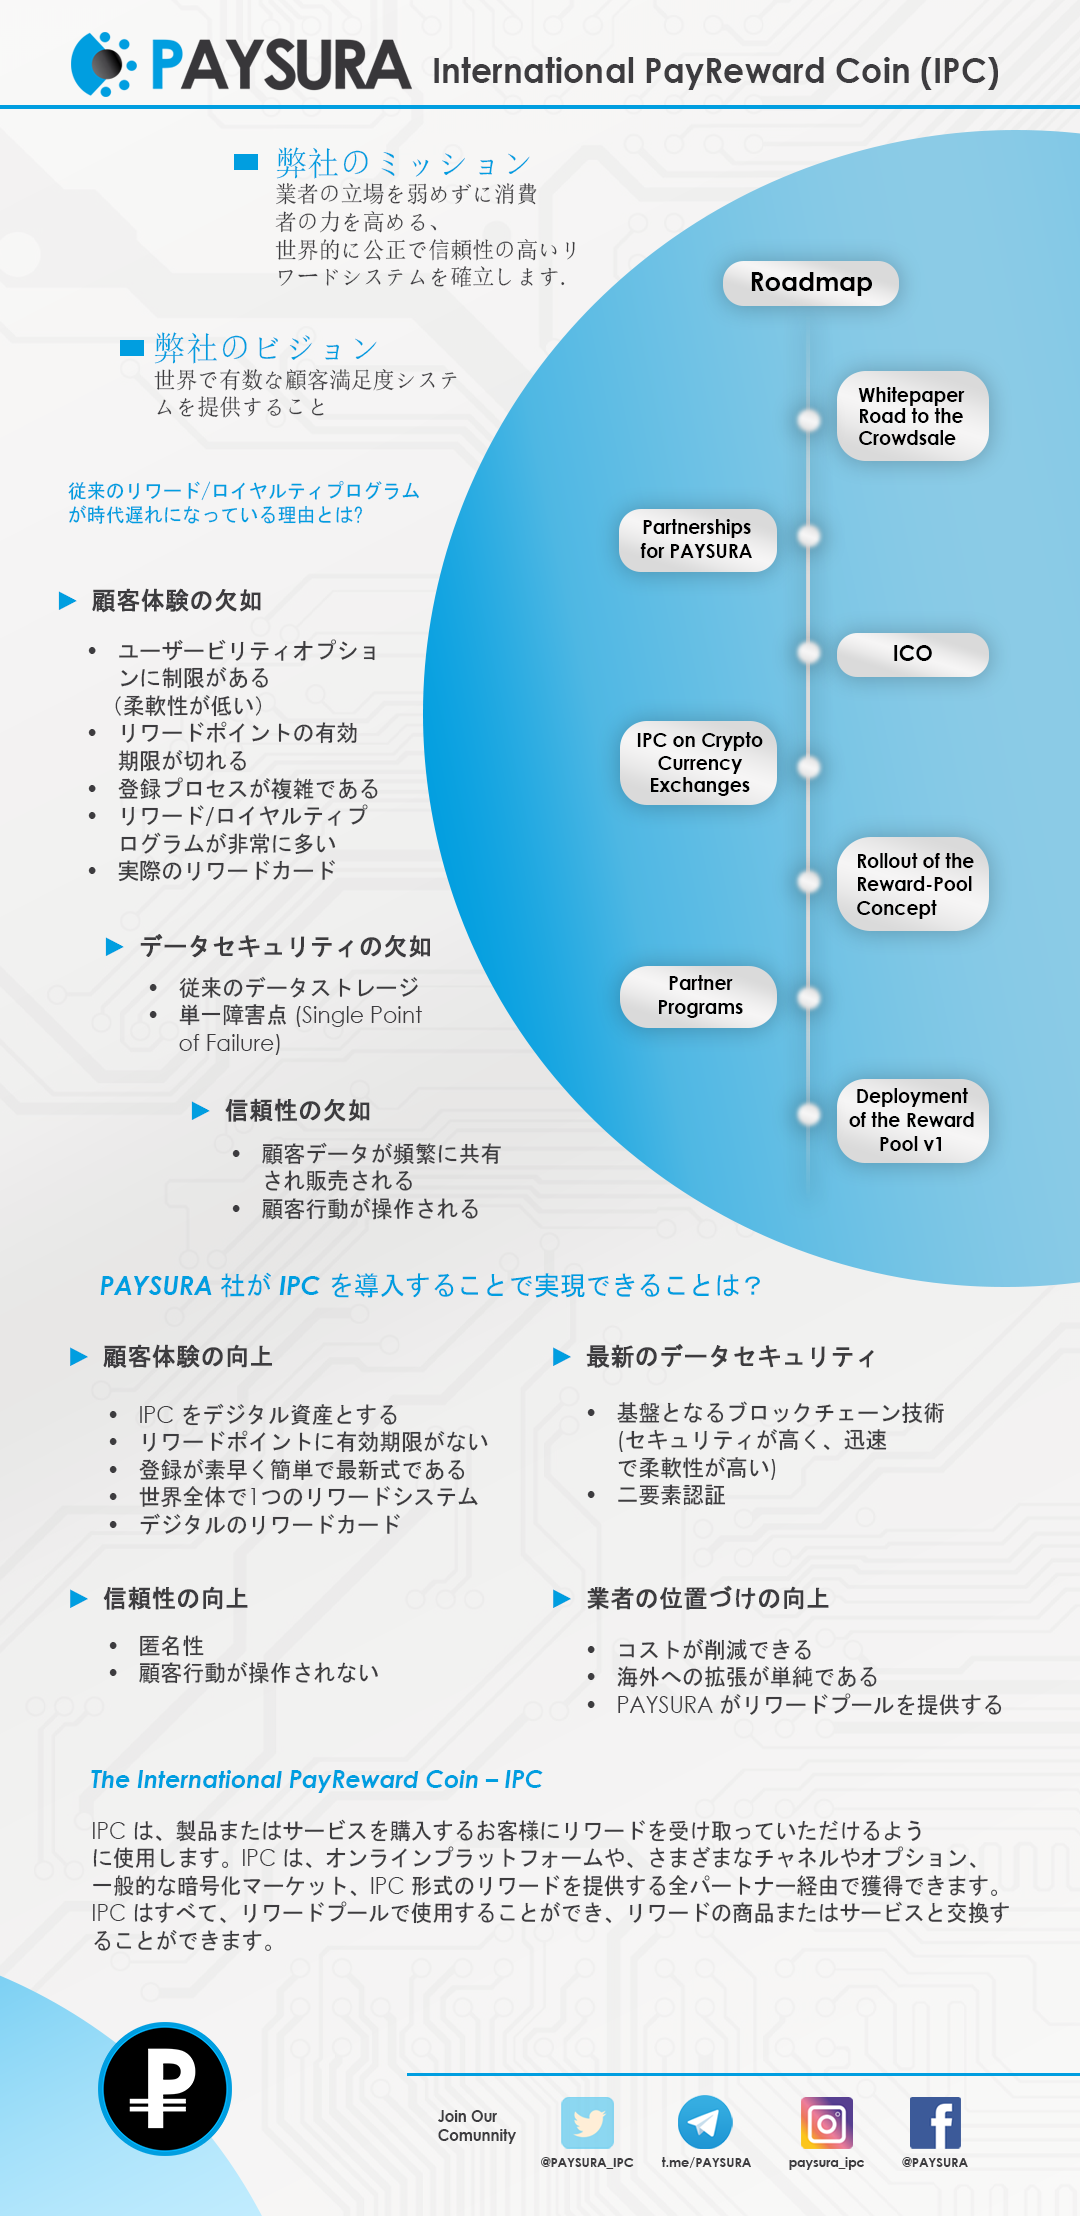 PAYSURA International PayReward Coin (IPC)
弊社のミッション
業者の立場を弱めずに消費
者の力を高める、
世界的に公正で信頼性の高いリ
ワードシステムを確立します.
弊社のビジョン
世界で有数な顧客満足度システ
ムを提供すること
従来のリワード/ロイヤルティプログラム
が時代遅れになっている理由とは?
顧客体験の欠如
• ユーザービリティオプショ
ンに制限がある
（柔軟性が低い）
• リワードポイントの有効
期限が切れる
• 登録プロセスが複雑である
• リワード/ロイヤルティプ
ログラムが非常に多い
• 実際のリワードカード
データセキュリティの欠如
• 従来のデータストレージ
• 単一障害点 (Single Point
of Failure)
信頼性の欠如
• 顧客データが頻繁に共有
され販売される
• 顧客行動が操作される
Roadmap
Whitepaper
Road to the
Crowdsale
Partnerships
for PAYSURA
ICO
IPC on Crypto
Currency
Exchanges
Rollout of the
Reward-Pool
Concept
Partner
Programs
Deployment
of the Reward
Pool v1
PAYSURA 社が IPC を導入することで実現できることは？
顧客体験の向上
• IPC をデジタル資産とする
• リワードポイントに有効期限がない
• 登録が素早く簡単で最新式である
• 世界全体で1つのリワードシステム
• デジタルのリワードカード
最新のデータセキュリティ
• 基盤となるブロックチェーン技術
(セキュリティが高く、迅速
で柔軟性が高い)
• 二要素認証
信頼性の向上
• 匿名性
• 顧客行動が操作されない
業者の位置づけの向上
• コストが削減できる
• 海外への拡張が単純である
• PAYSURA がリワードプールを提供する
The International PayReward Coin – IPC
IPC は、製品またはサービスを購入するお客様にリワードを受け取っていただけるよう
に使用します。IPC は、オンラインプラットフォームや、さまざまなチャネルやオプション、
一般的な暗号化マーケット、IPC 形式のリワードを提供する全パートナー経由で獲得できます。
IPC はすべて、リワードプールで使用することができ、リワードの商品またはサービスと交換す
ることができます。
Join Our
Comunnity
@PAYSURA_IPC
t.me/PAYSURA
paysura_ipc
@PAYSURA